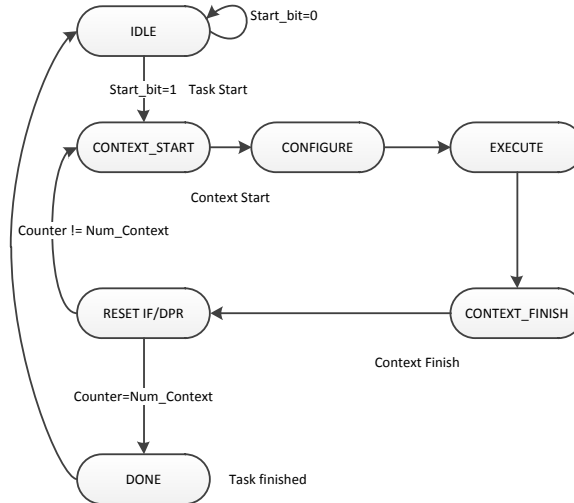 IDLE
Start_bit=0
Start_bit=1
Task Start
CONTEXT_START
CONFIGURE
EXECUTE
Context Start
Counter != Num_Context
RESET IF/DPR
CONTEXT_FINISH
Context Finish
Counter=Num_Context
DONE
Task finished